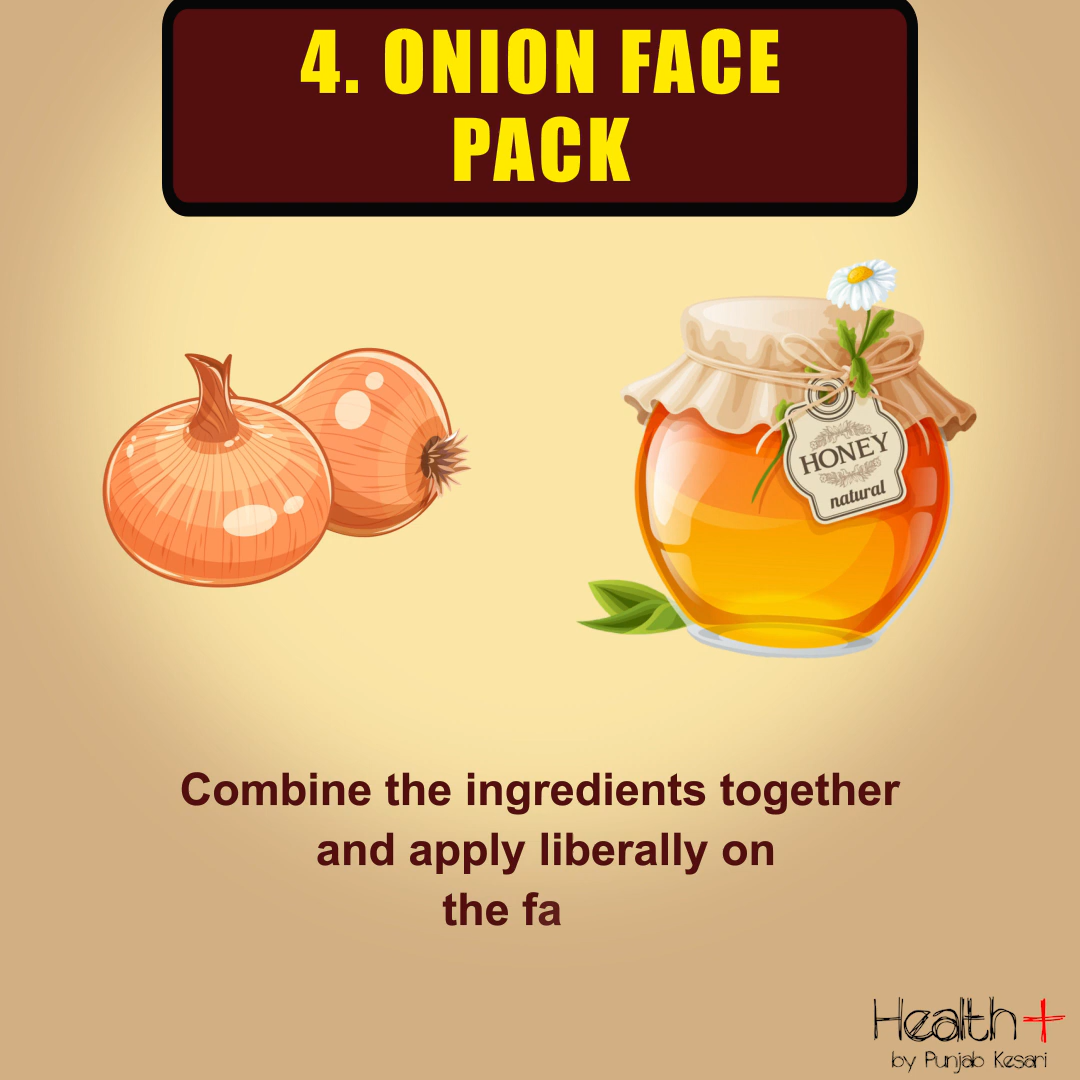 4. ONION FACE
PACK
HONEY
natural
Combine the ingredients together
and apply liberally on
the fa
Health+
by Punjab Kesari